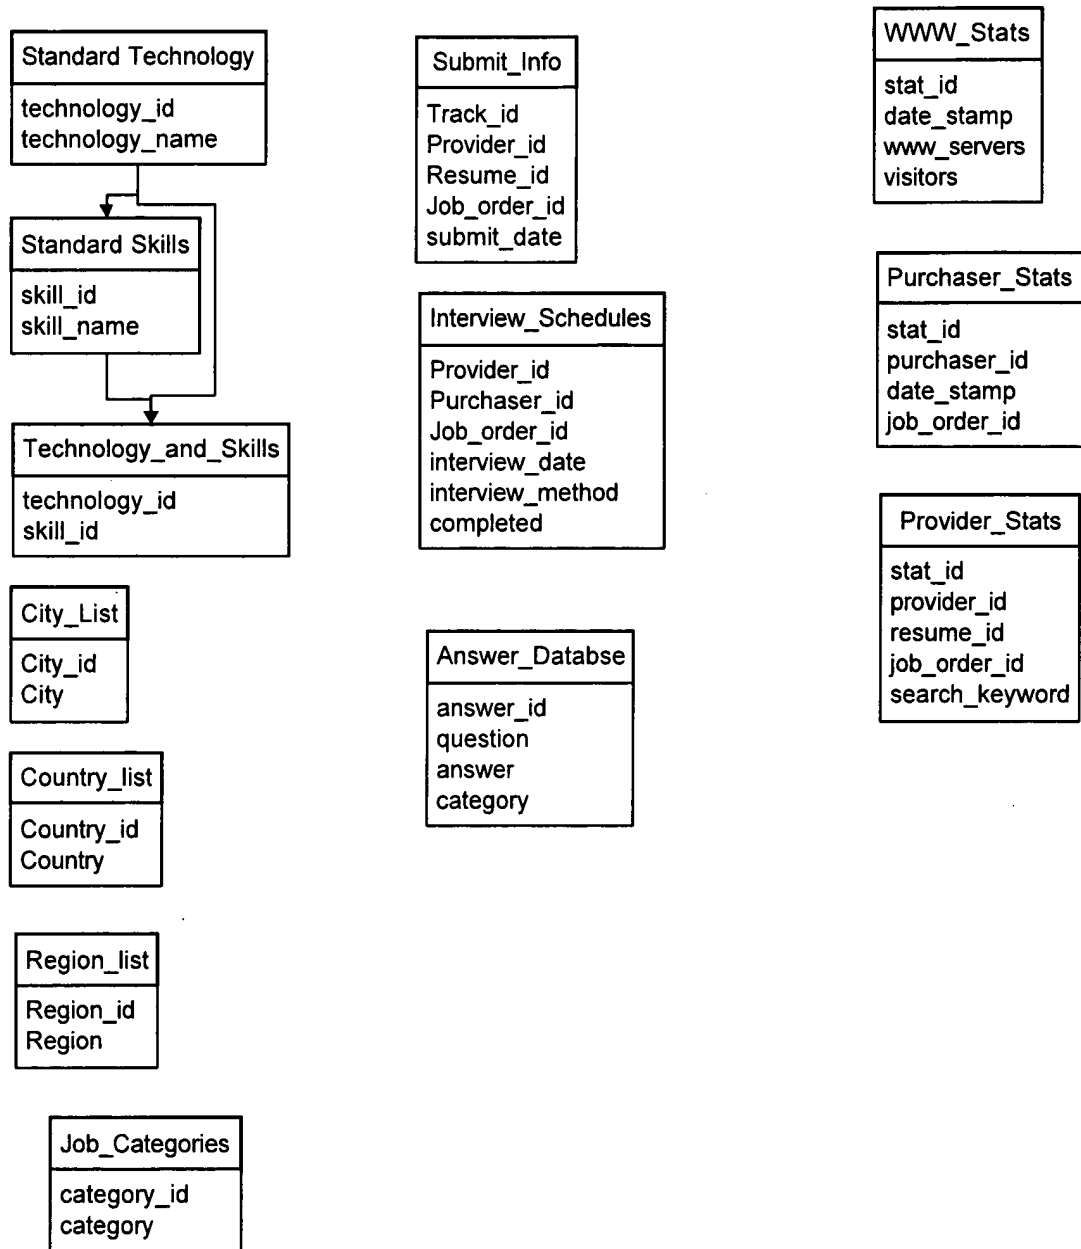 Standard Technology
technology_id
technology_name
Standard Skills
skill_id
skill_name
Technology_and_Skills
technology_id
skill_id
City_List
City_id
City
Country_list
Country_id
Country
Region_list
Region_id
Region
Job_Categories
category_id
category
Submit_Info
Track_id
Provider_id
Resume_id
Job_order_id
submit_date
Interview_Schedules
Provider_id
Purchaser_id
Job_order_id
interview_date
interview_method
completed
Answer_Databse
answer_id
question
answer
category
WWW_Stats
stat_id
date_stamp
www_servers
visitors
Purchaser_Stats
stat_id
purchaser_id
date_stamp
job_order_id
Provider_Stats
stat_id
provider_id
resume_id
job_order_id
search_keyword